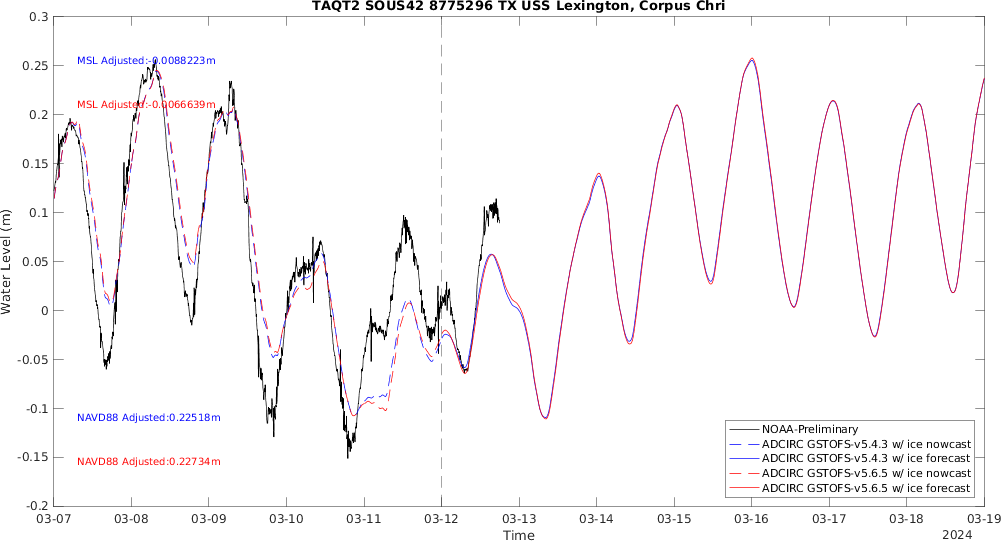 TAQT2 SOUS42 8775296 TX USS Lexington, Corpus Chri
0.3
0.25
0.2
0.15
0.1
0.05
0
-0.05
-0.1
-0.15
-0.2
Water Level (m)
MSL Adjusted:-0.0088223m
MSL Adjusted:-0.0066639m
NAVD88 Adjusted:0.22518m
NAVD88 Adjusted:0.22734m
NOAA-Preliminary
ADCIRC GSTOFS-v5.4.3 w/ ice nowcast
ADCIRC GSTOFS-v5.4.3 w/ ice forecast
ADCIRC GSTOFS-v5.6.5 w/ ice nowcast
ADCIRC GSTOFS-v5.6.5 w/ ice forecast
03-07 03-08 03-09 03-10 03-11 03-12 03-13 03-14 03-15 03-16 03-17 03-18 03-19
Time
2024